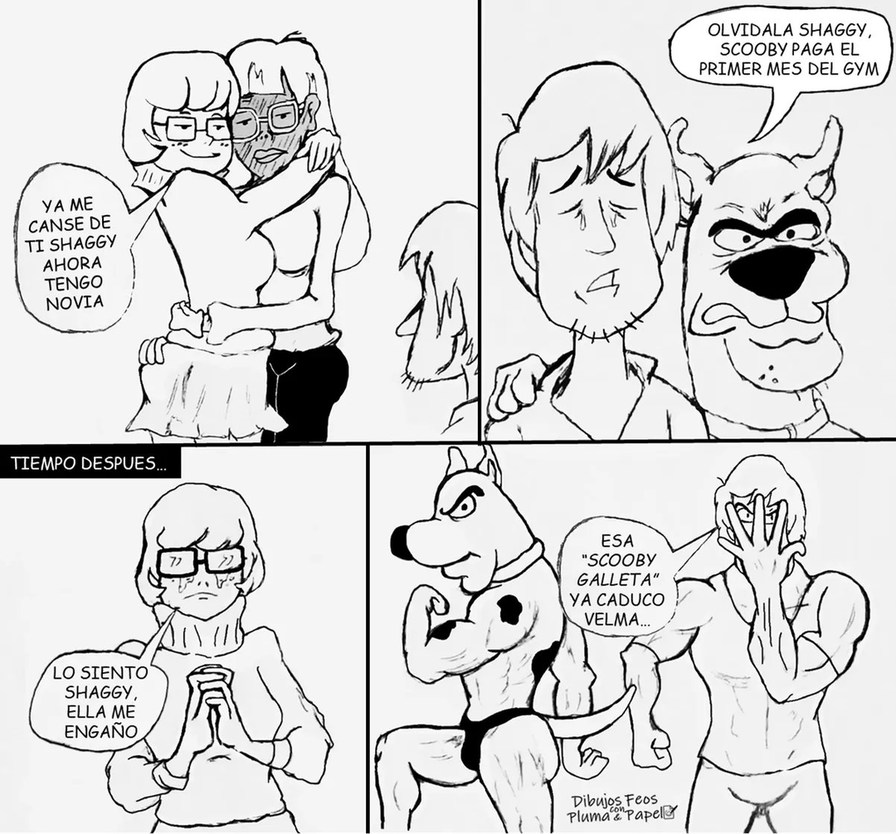 YA ME
CANSE DE
TI SHAGGY
AHORA
TENGO
NOVIA
OLVIDALA SHAGGY,
SCOOBY PAGA EL
PRIMER MES DEL GYM
TIEMPO DESPUES...
LO SIENTO
SHAGGY,
ELLA ME
ENGAÑO
ESA
"SCOOBY
GALLETA"
YA CADUCO
VELMA...
Dibujos Feos
con
Pluma & Papel